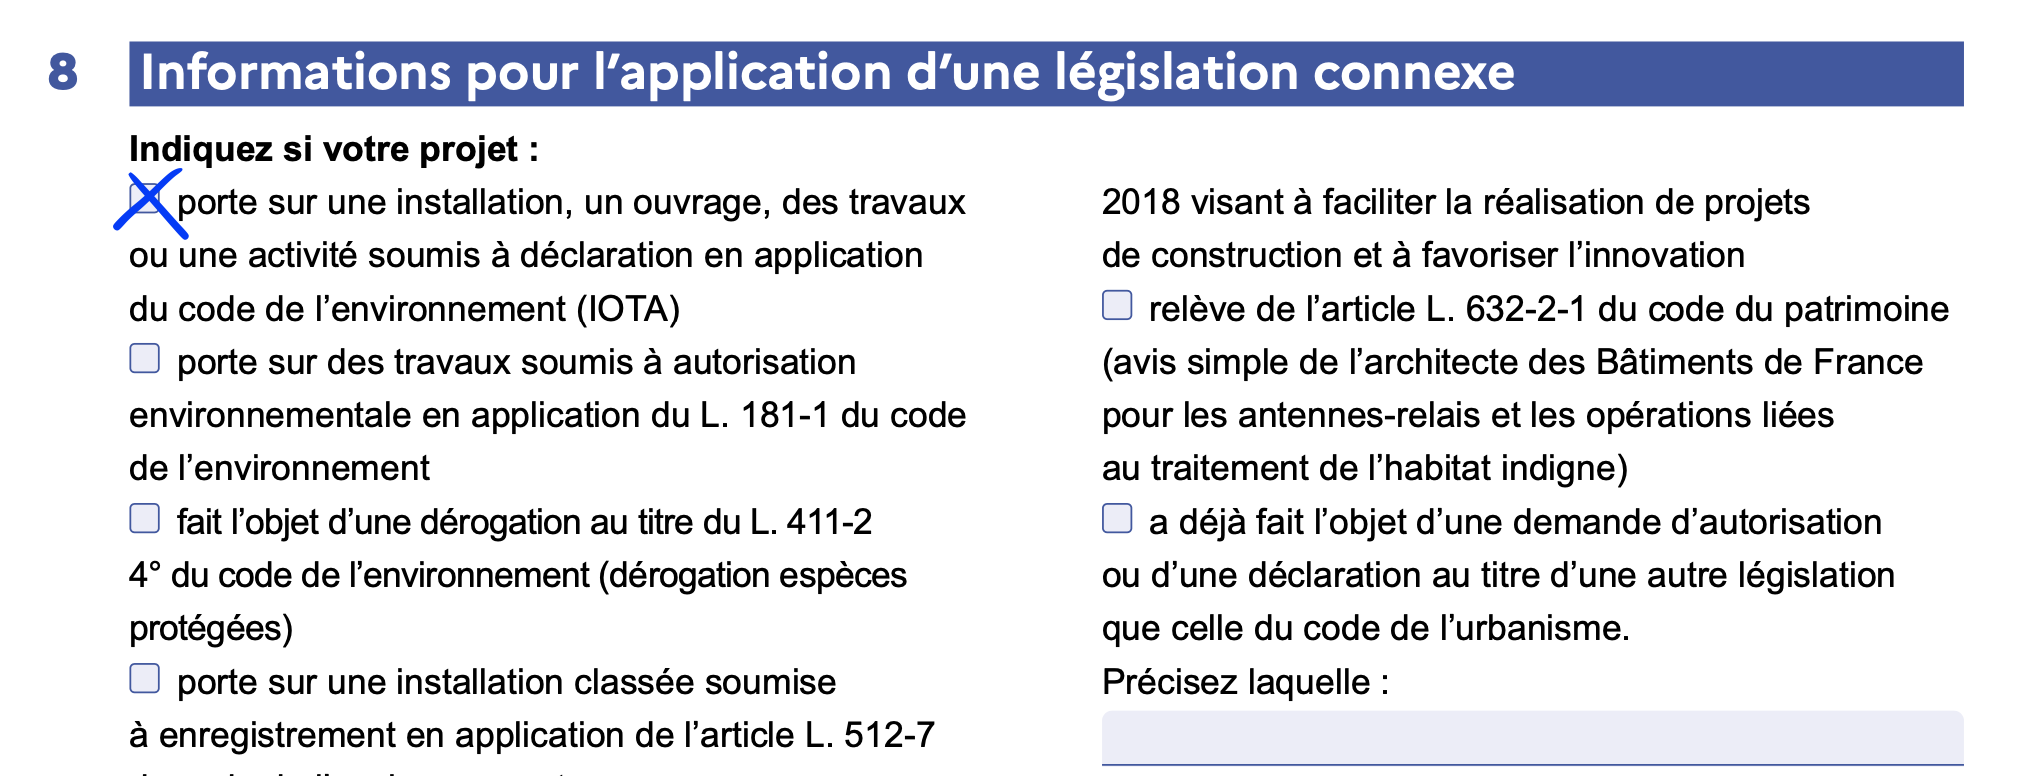 8 Informations pour l’application d’une législation connexe
Indiquez si votre projet :
porte sur une installation, un ouvrage, des travaux
ou une activité soumis à déclaration en application
du code de l’environnement (IOTA)
porte sur des travaux soumis à autorisation
environnementale en application du L. 181-1 du code
de l’environnement
fait l’objet d’une dérogation au titre du L. 411-2
4° du code de l’environnement (dérogation espèces
protégées)
porte sur une installation classée soumise
à enregistrement en application de l’article L. 512-7
2018 visant à faciliter la réalisation de projets
de construction et à favoriser l’innovation
relève de l’article L. 632-2-1 du code du patrimoine
(avis simple de l’architecte des Bâtiments de France
pour les antennes-relais et les opérations liées
au traitement de l’habitat indigne)
a déjà fait l’objet d’une demande d’autorisation
ou d’une déclaration au titre d’une autre législation
que celle du code de l’urbanisme.
Précisez laquelle :